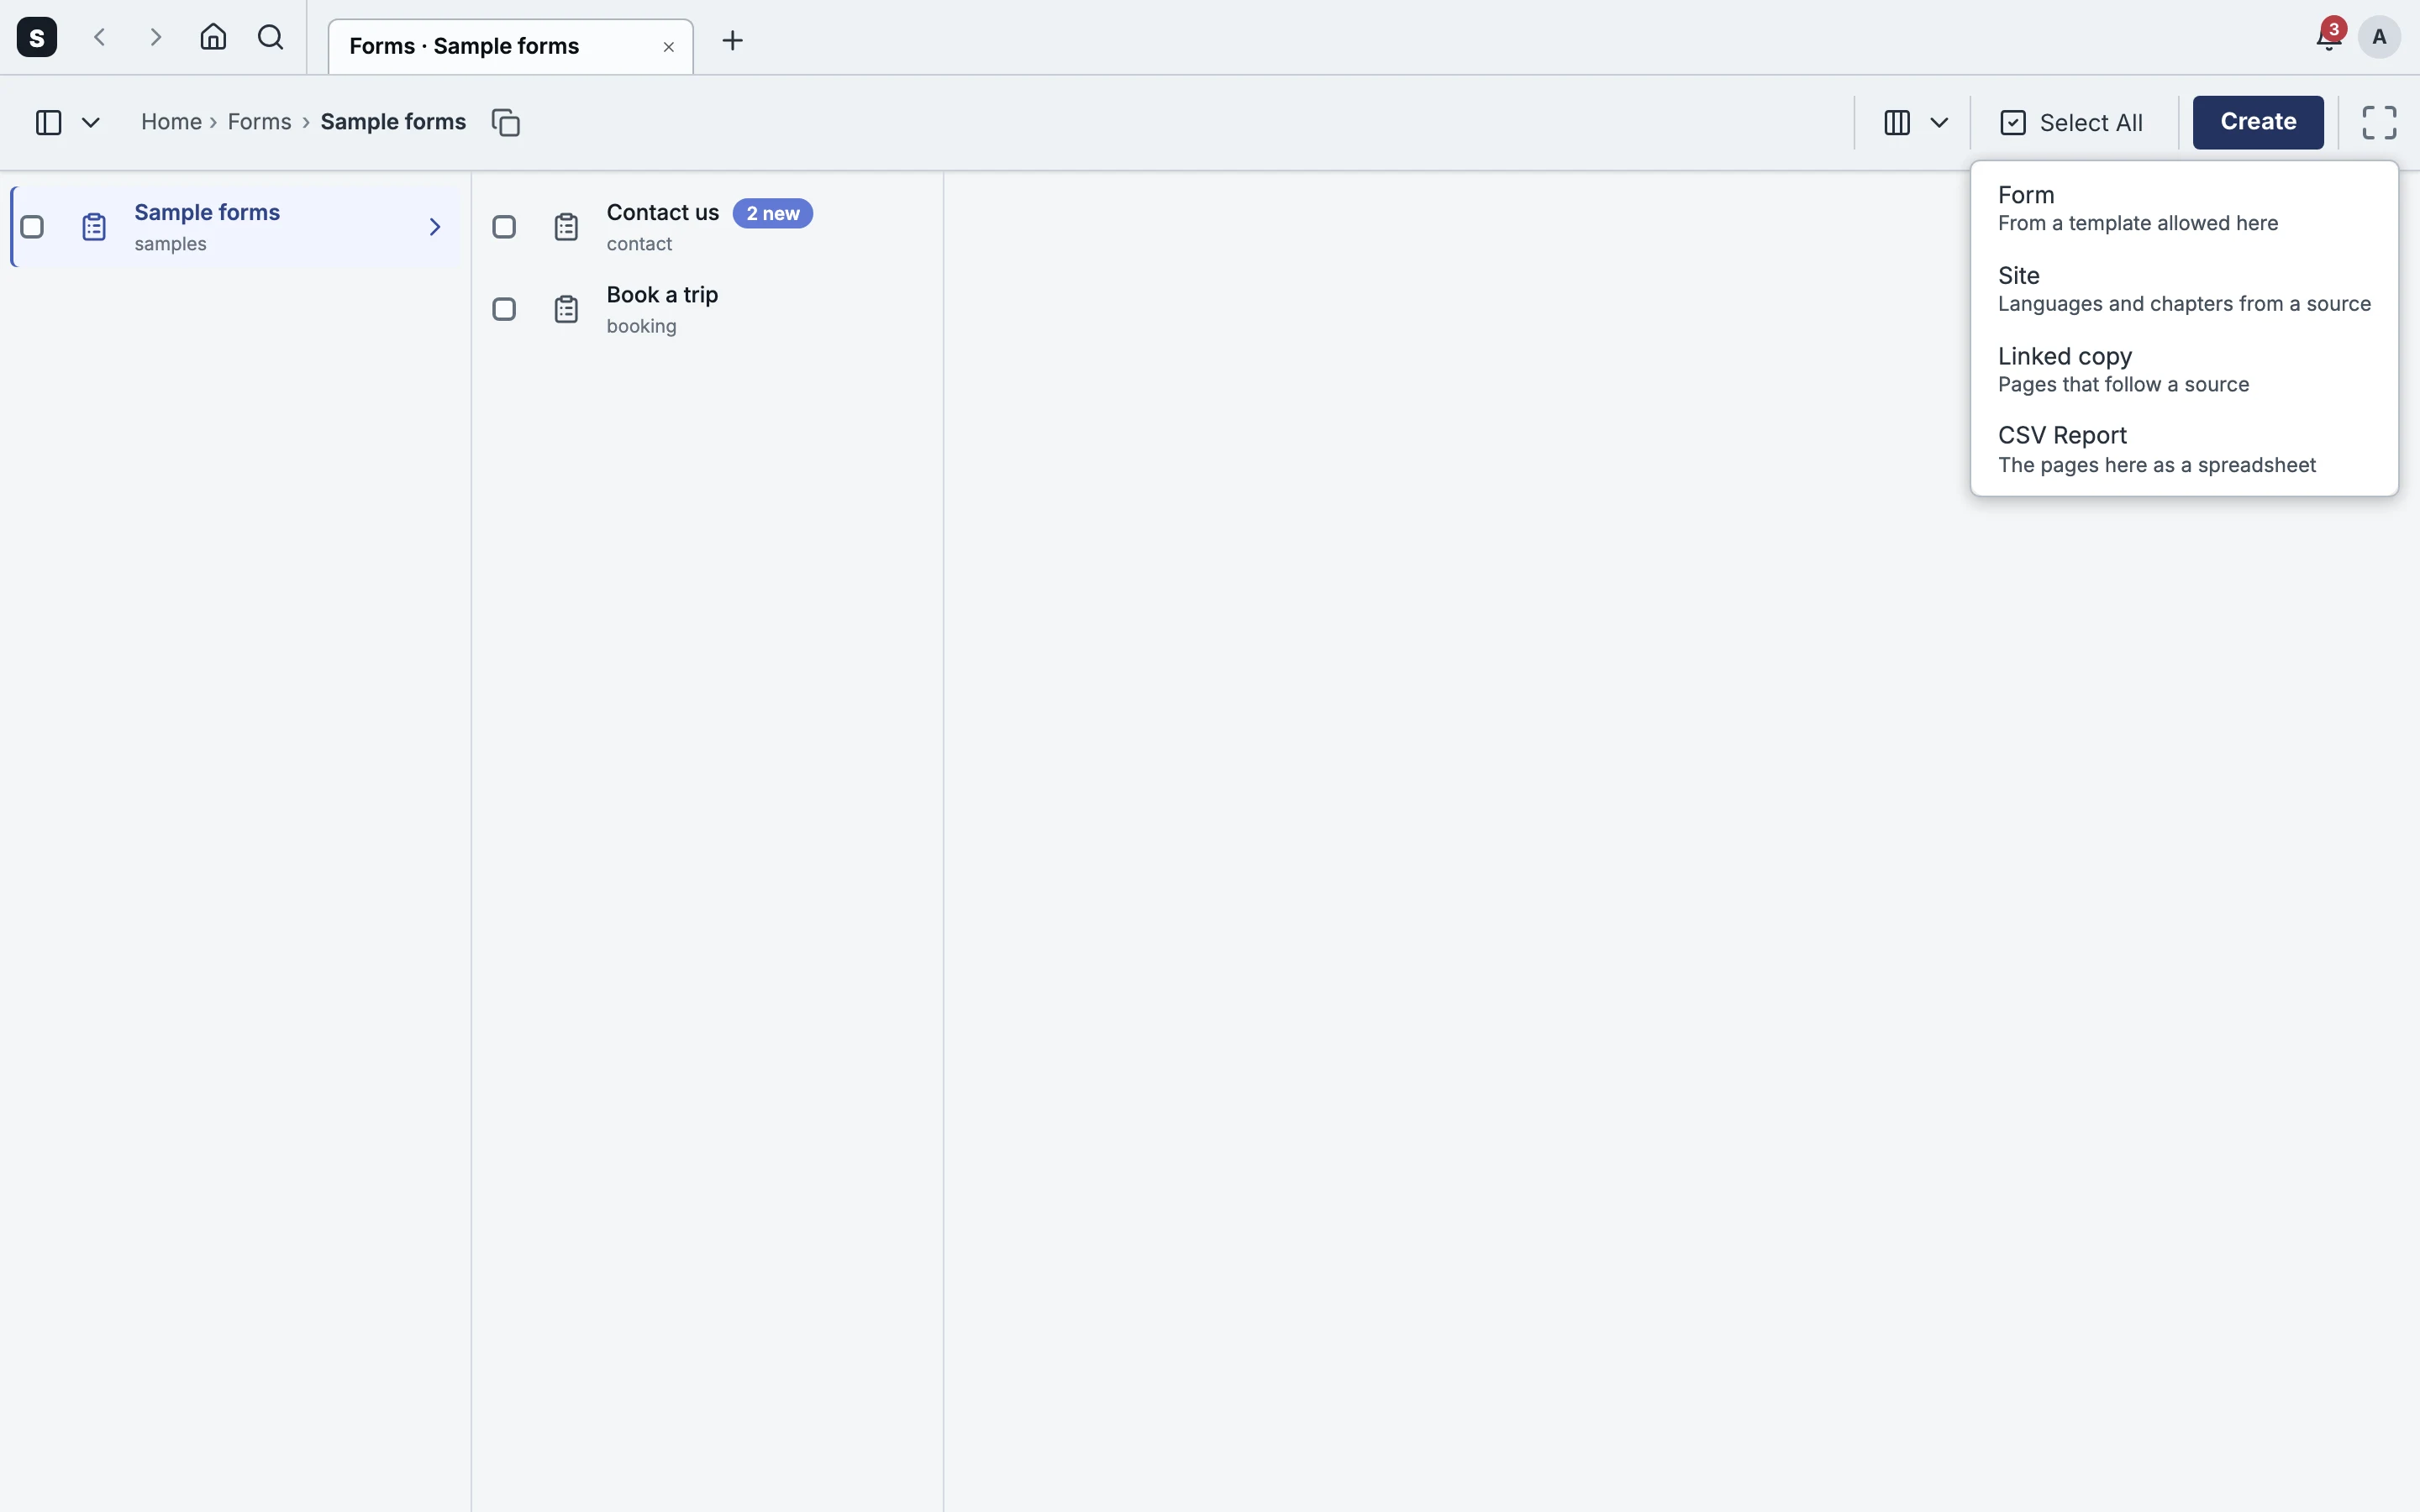 S
Forms · Sample forms
3
A
Home › Forms › Sample forms
Select All
Create
Sample forms
samples
Contact us
2 new
contact
Book a trip
booking
Form
From a template allowed here
Site
Languages and chapters from a source
Linked copy
Pages that follow a source
CSV Report
The pages here as a spreadsheet